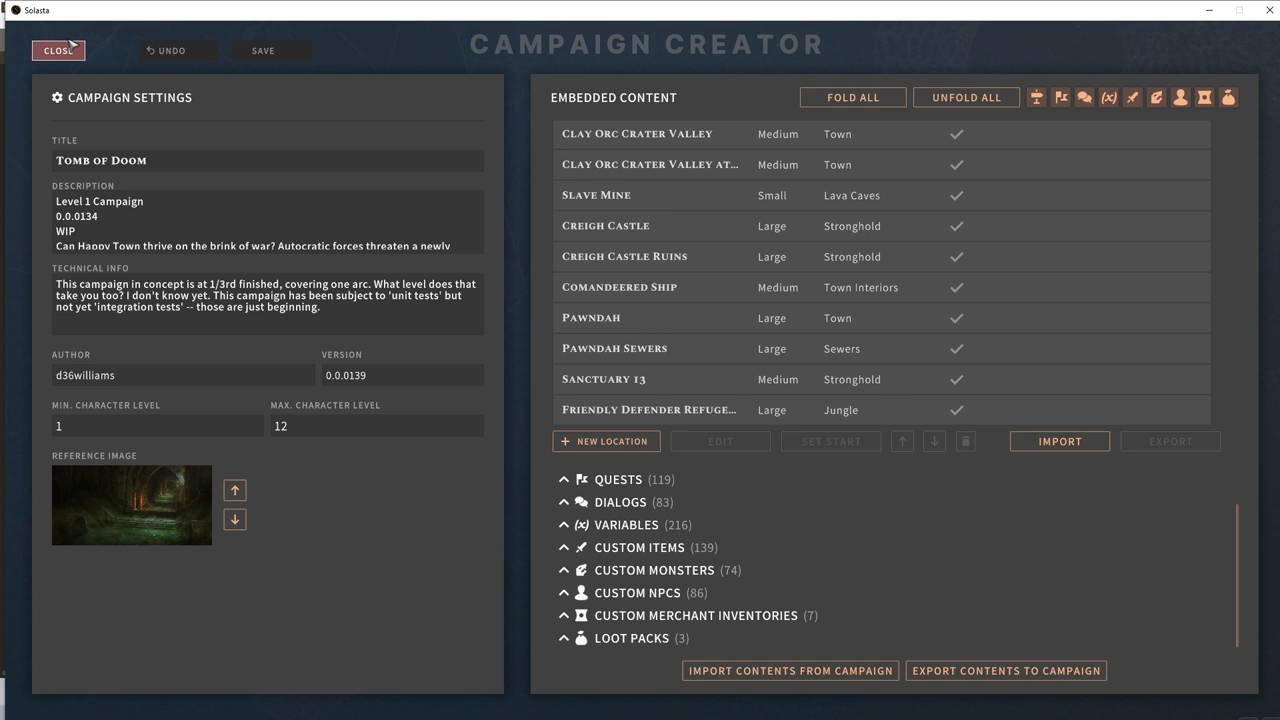 Solasta
CLOSE
UNDO
SAVE
CAMPAIGN CREATOR
CAMPAIGN SETTINGS
TITLE
TOMB OF DOOM
DESCRIPTION
Level 1 Campaign
0.0.0134
WIP
Can Happy Town thrive on the brink of war? Autocratic forces threaten a newly
TECHNICAL INFO
This campaign in concept is at 1/3rd finished, covering one arc. What level does that
take you too? I don't know yet. This campaign has been subject to 'unit tests' but
not yet 'integration tests' -- those are just beginning.
AUTHOR
VERSION
d36williams
0.0.0139
MIN. CHARACTER LEVEL
MAX. CHARACTER LEVEL
1
12
REFERENCE IMAGE
EMBEDDED CONTENT
FOLD ALL
UNFOLD ALL
(x)
CLAY ORC CRATER VALLEY Medium Town
CLAY ORC CRATER VALLEY AT... Medium Town
SLAVE MINE Small Lava Caves
CREIGH CASTLE Large Stronghold
CREIGH CASTLE RUINS Large Stronghold
COMANDEERED SHIP Medium Town Interiors
PAWNDAH Large Town
PAWNDAH SEWERS Large Sewers
SANCTUARY 13 Medium Stronghold
FRIENDLY DEFENDER REFUGE... Large Jungle
+ NEW LOCATION
EDIT
SET START
IMPORT
EXPORT
QUESTS (119)
DIALOGS (83)
(x) VARIABLES (216)
CUSTOM ITEMS (139)
CUSTOM MONSTERS (74)
CUSTOM NPCS (86)
CUSTOM MERCHANT INVENTORIES (7)
LOOT PACKS (3)
IMPORT CONTENTS FROM CAMPAIGN
EXPORT CONTENTS TO CAMPAIGN